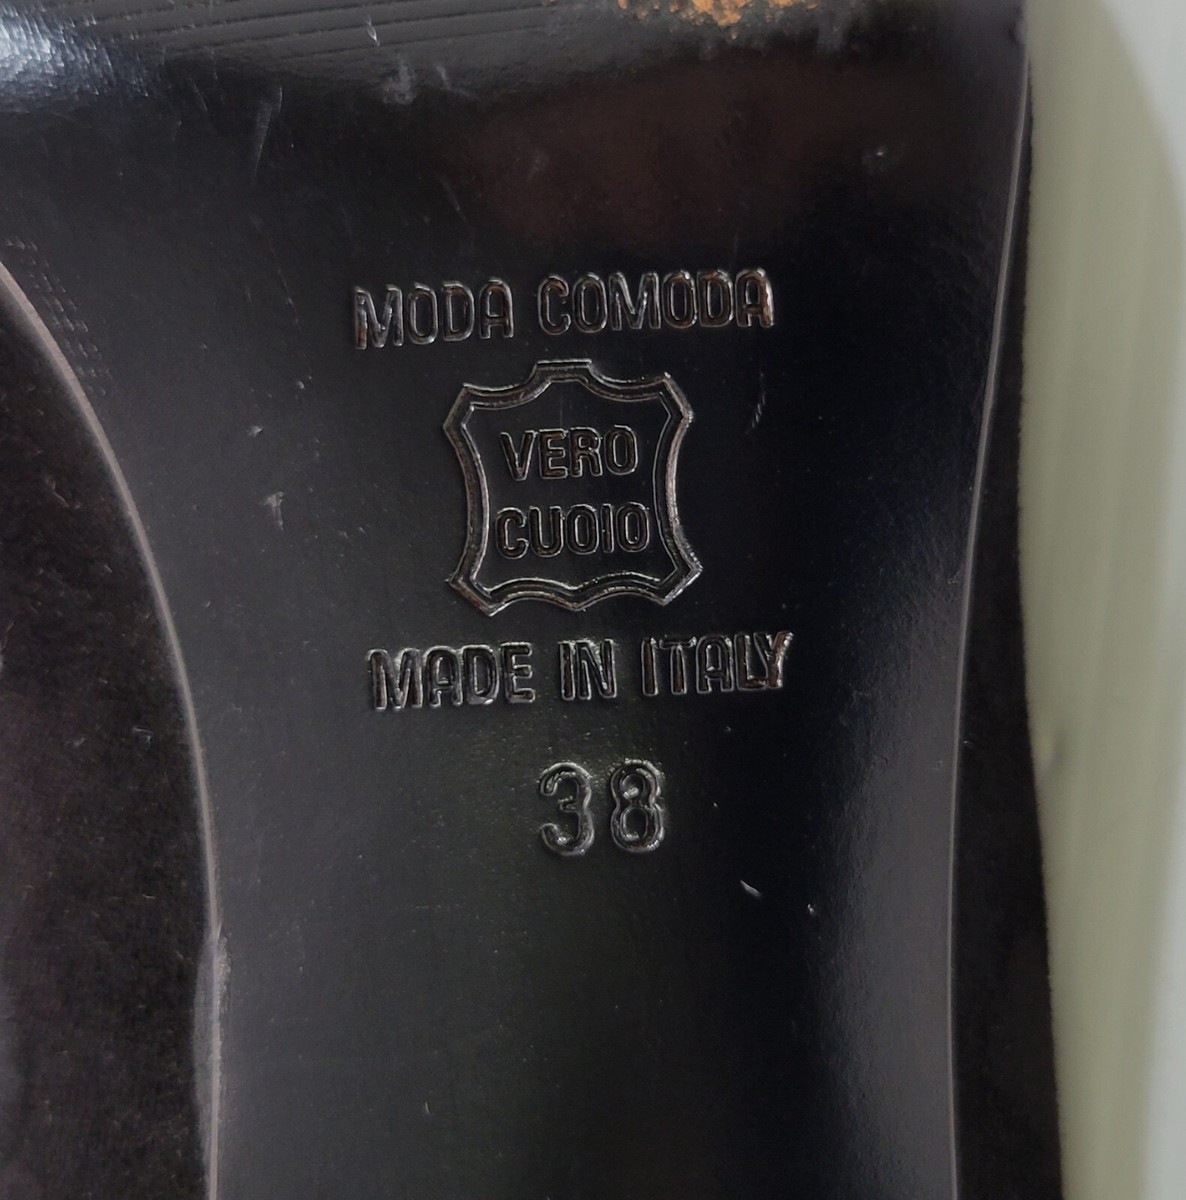 MODA COMODA
VERO
CUOIO
MADE IN ITALY
38